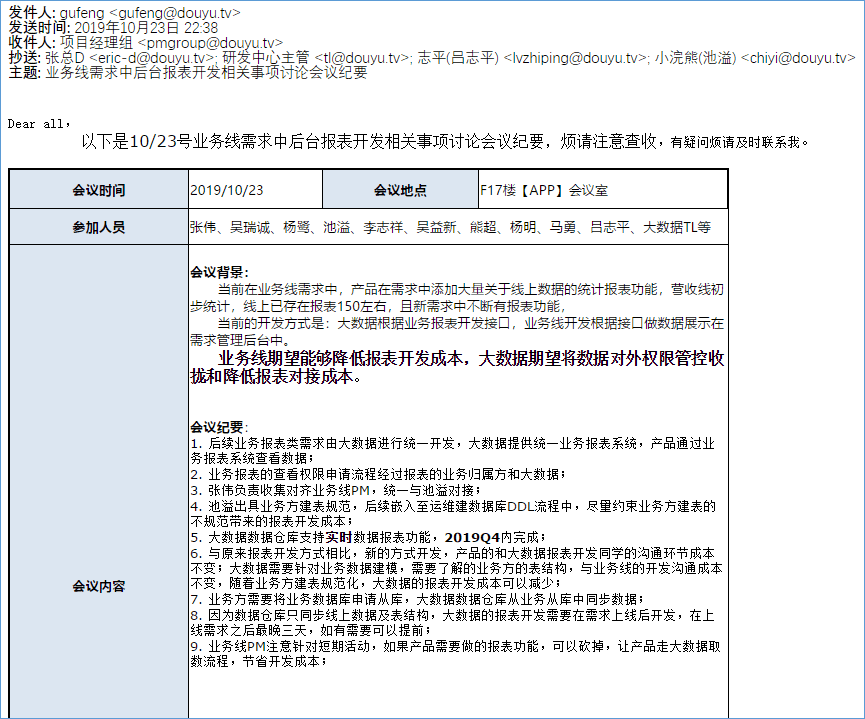 发件人: gufeng <gufeng@douyu.tv>
发送时间: 2019年10月23日 22:38
收件人: 项目经理组 <pmgroup@douyu.tv>
抄送: 张总D <eric-d@douyu.tv>; 研发中心主管 <tl@douyu.tv>; 志平(吕志平) <lvzhiping@douyu.tv>; 小浣熊(池溢) <chiyi@douyu.tv>
主题: 业务线需求中后台报表开发相关事项讨论会议纪要
Dear all，
以下是10/23号业务线需求中后台报表开发相关事项讨论会议纪要，烦请注意查收，有疑问烦请及时联系我。
会议时间 2019/10/23 会议地点 F17楼【APP】会议室
参加人员 张伟、吴瑞诚、杨鹭、池溢、李志祥、吴益新、熊超、杨明、马勇、吕志平、大数据TL等
会议内容
会议背景：
当前在业务线需求中，产品在需求中添加大量关于线上数据的统计报表功能，营收线初
步统计，线上已存在报表150左右，且新需求中不断有报表功能，
当前的开发方式是：大数据根据业务报表开发接口，业务线开发根据接口做数据展示在
需求管理后台中。
业务线期望能够降低报表开发成本，大数据期望将数据对外权限管控收
拢和降低报表对接成本。
会议纪要：
1. 后续业务报表类需求由大数据进行统一开发，大数据提供统一业务报表系统，产品通过业
务报表系统查看数据；
2. 业务报表的查看权限申请流程经过报表的业务归属方和大数据；
3. 张伟负责收集对齐业务线PM，统一与池溢对接；
4. 池溢出具业务方建表规范，后续嵌入至运维建数据库DDL流程中，尽量约束业务方建表的
不规范带来的报表开发成本；
5. 大数据数据仓库支持实时数据报表功能，2019Q4内完成；
6. 与原来报表开发方式相比，新的方式开发，产品的和大数据报表开发同学的沟通环节成本
不变；大数据需要针对业务数据建模，需要了解的业务方的表结构，与业务线的开发沟通成本
不变，随着业务方建表规范化，大数据的报表开发成本可以减少；
7. 业务方需要将业务数据库申请从库，大数据数据仓库从业务从库中同步数据；
8. 因为数据仓库只同步线上数据及表结构，大数据的报表开发需要在需求上线后开发，在上
线需求之后最晚三天，如有需要可以提前；
9. 业务线PM注意针对短期活动，如果产品需要做的报表功能，可以砍掉，让产品走大数据取
数流程，节省开发成本；